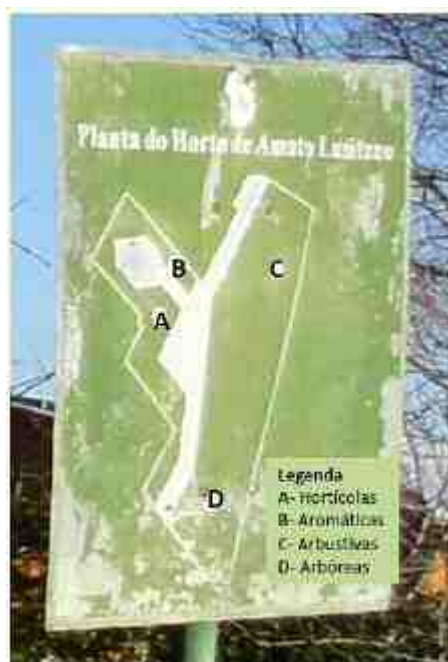 Planta do Horto de Amato Lusitano
B
C
A
D
Legenda
A- Hortícolas
B- Aromáticas
C- Arbustivas
D- Arbóreas